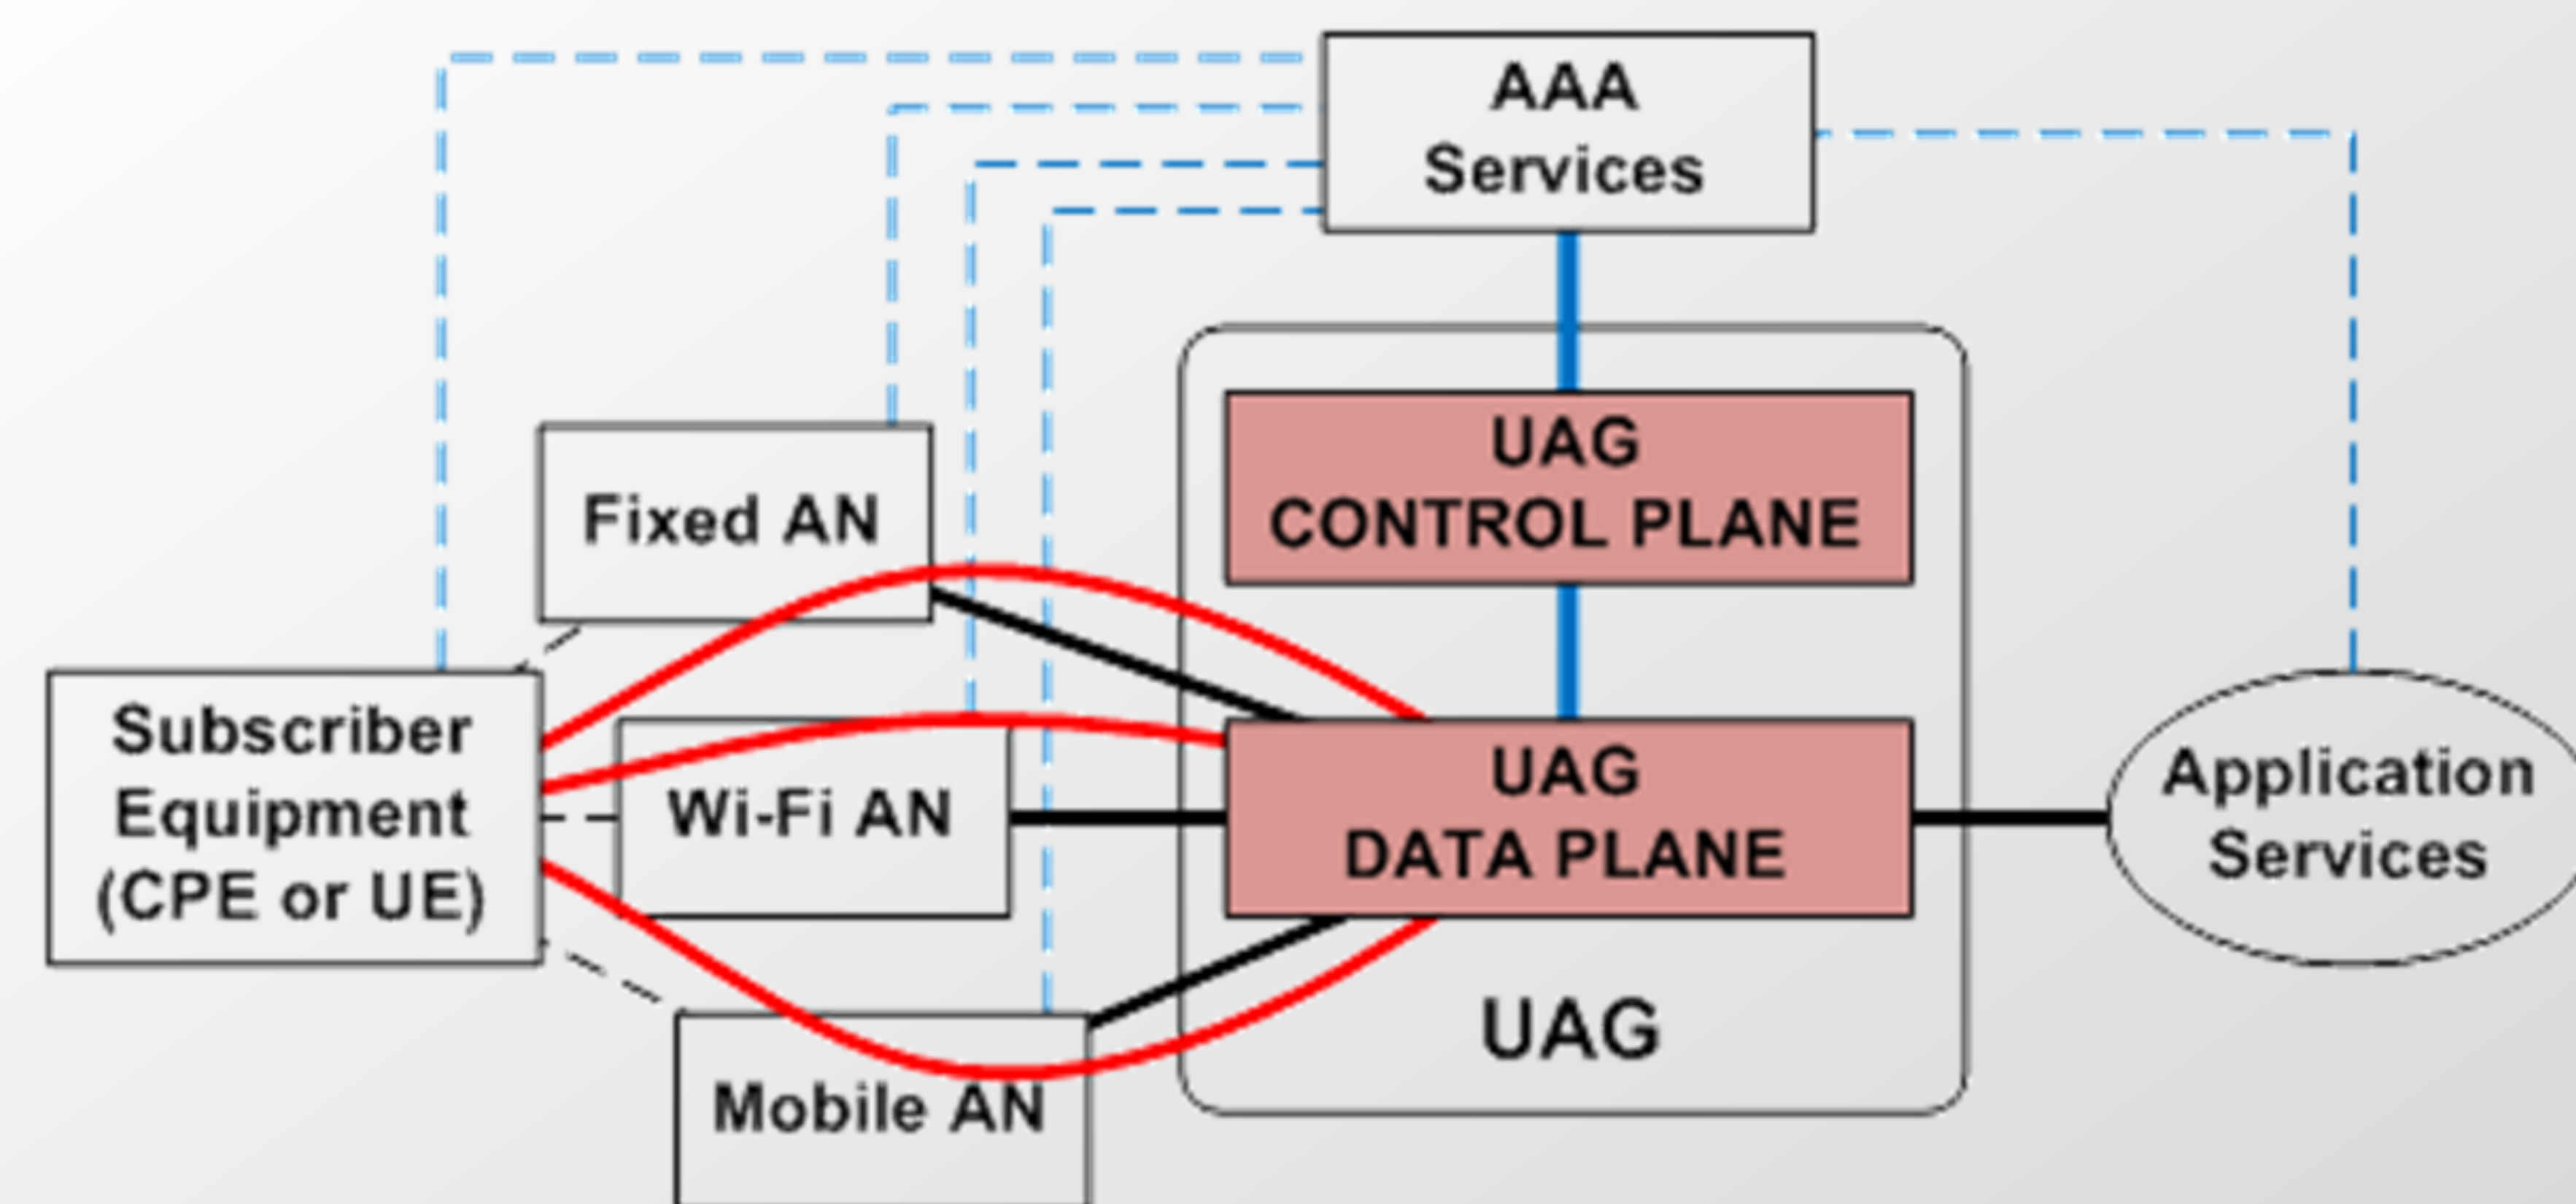 AAA
Services
UAG
CONTROL PLANE
Fixed AN
Subscriber
Equipment
(CPE or UE)
Wi-Fi AN
UAG
DATA PLANE
Application
Services
UAG
Mobile AN